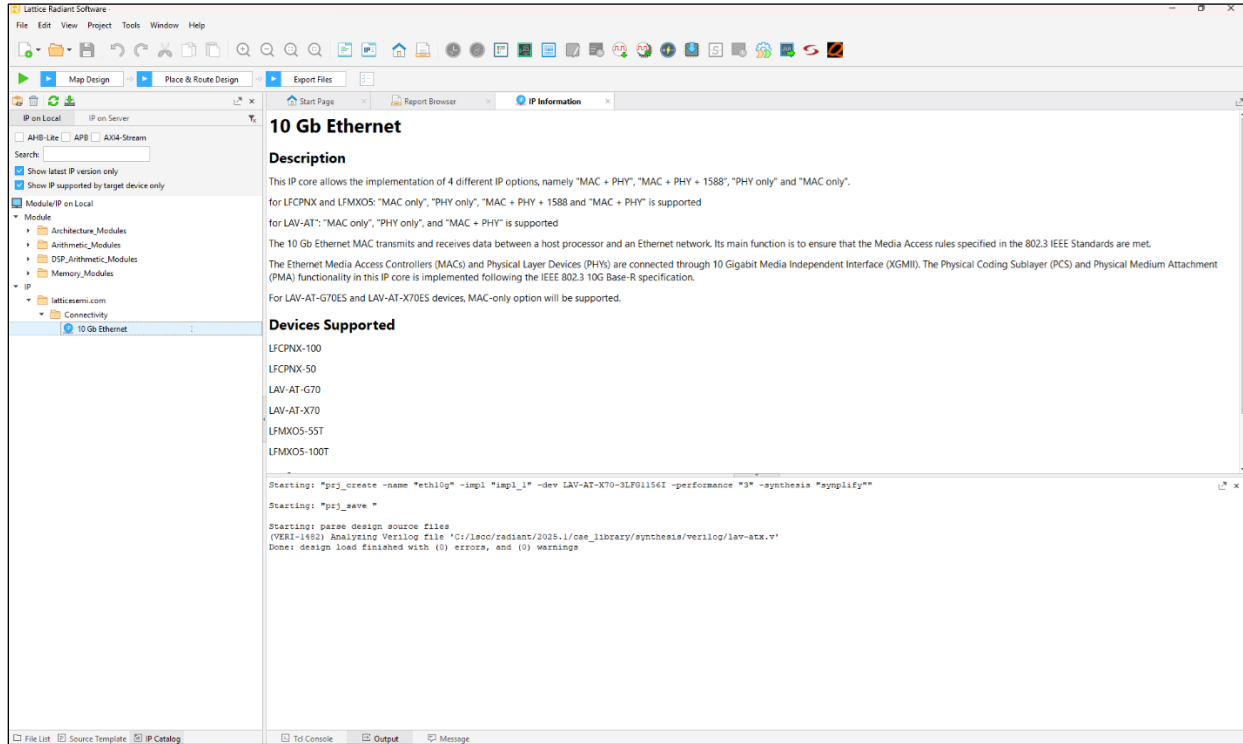 Lattice Radiant Software -
File Edit View Project Tools Window Help
Map Design Place & Route Design Export Files
IP on Local IP on Server
AHB-Lite APB AXI4-Stream
Search:
Show latest IP version only
Show IP supported by target device only
Module/IP on Local
Module
Architecture_Modules
Arithmetic_Modules
DSP_Arithmetic_Modules
Memory_Modules
IP
latticesemi.com
Connectivity
10 Gb Ethernet
Start Page Report Browser IP Information
10 Gb Ethernet
Description
This IP core allows the implementation of 4 different IP options, namely "MAC + PHY", "MAC + PHY + 1588", "PHY only" and "MAC only".
for LFCPNX and LFMXO5: "MAC only", "PHY only", "MAC + PHY + 1588 and "MAC + PHY" is supported
for LAV-AT": "MAC only", "PHY only", and "MAC + PHY" is supported
The 10 Gb Ethernet MAC transmits and receives data between a host processor and an Ethernet network. Its main function is to ensure that the Media Access rules specified in the 802.3 IEEE Standards are met.
The Ethernet Media Access Controllers (MACs) and Physical Layer Devices (PHYs) are connected through 10 Gigabit Media Independent Interface (XGMII). The Physical Coding Sublayer (PCS) and Physical Medium Attachment
(PMA) functionality in this IP core is implemented following the IEEE 802.3 10G Base-R specification.
For LAV-AT-G70ES and LAV-AT-X70ES devices, MAC-only option will be supported.
Devices Supported
LFCPNX-100
LFCPNX-50
LAV-AT-G70
LAV-AT-X70
LFMXO5-55T
LFMXO5-100T
Starting: "prj_create -name "eth10g" -impl "impl_1" -dev LAV-AT-X70-3LFG1156I -performance "3" -synthesis "synplify""
Starting: "prj_save "
Starting: parse design source files
(VERI-1482) Analyzing Verilog file 'C:/lscc/radiant/2025.1/cae_library/synthesis/verilog/lav-atx.v'
Done: design load finished with (0) errors, and (0) warnings
File List Source Template IP Catalog
Tcl Console Output Message